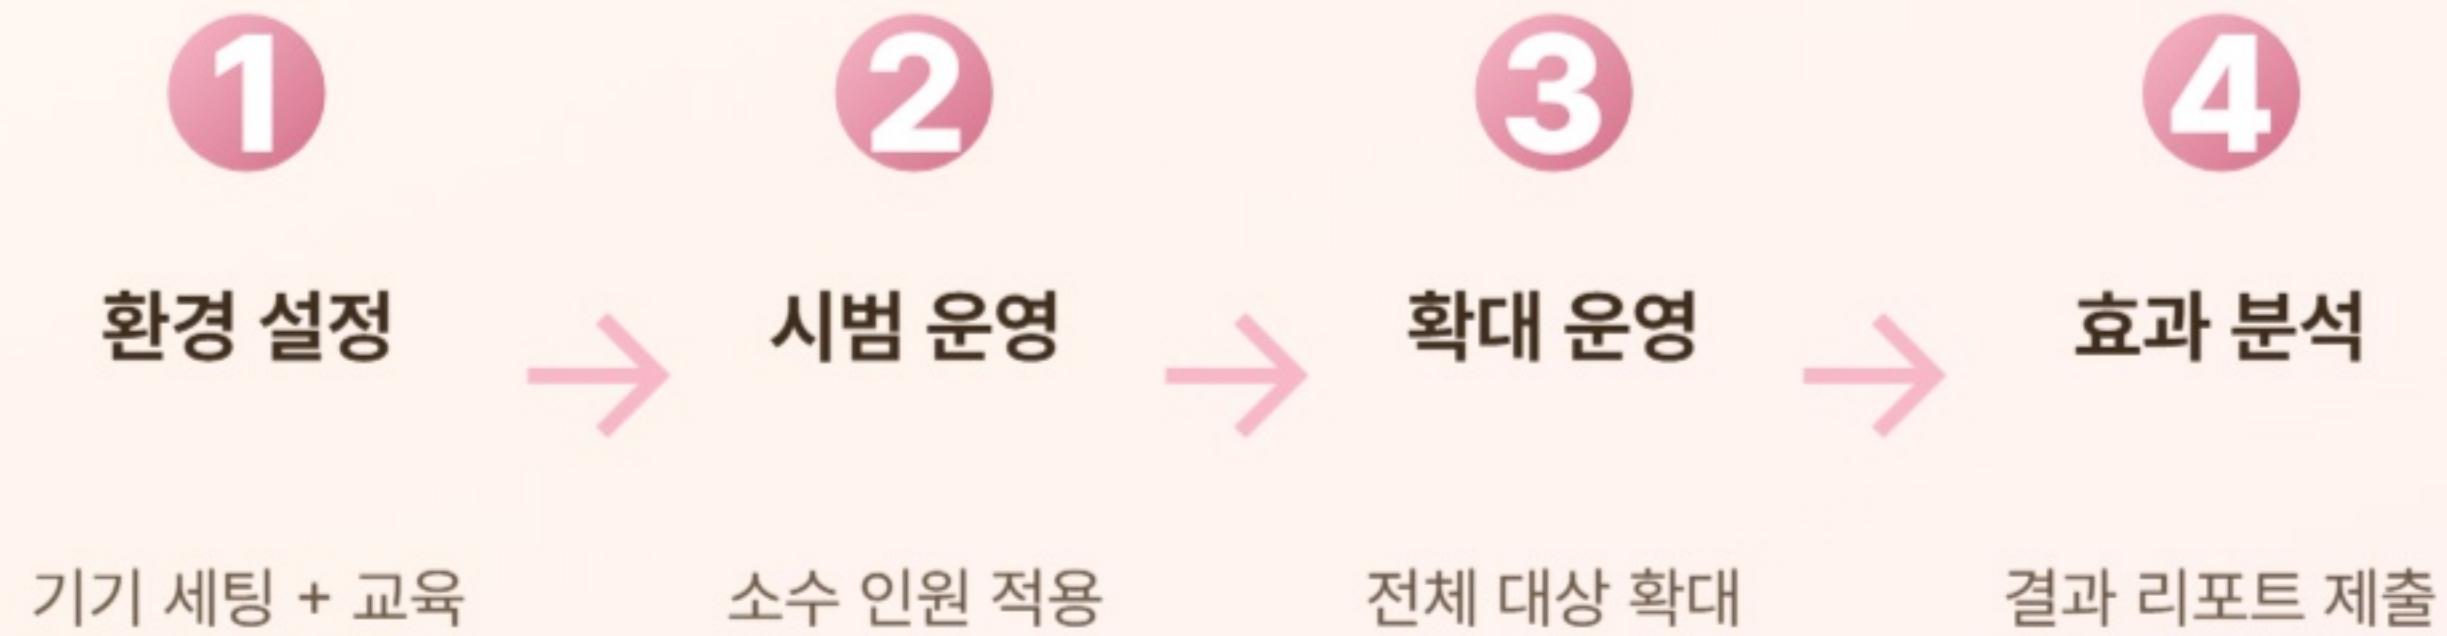 1
2
3
4
환경 설정
시범 운영
확대 운영
효과 분석
기기 세팅 + 교육
소수 인원 적용
전체 대상 확대
결과 리포트 제출